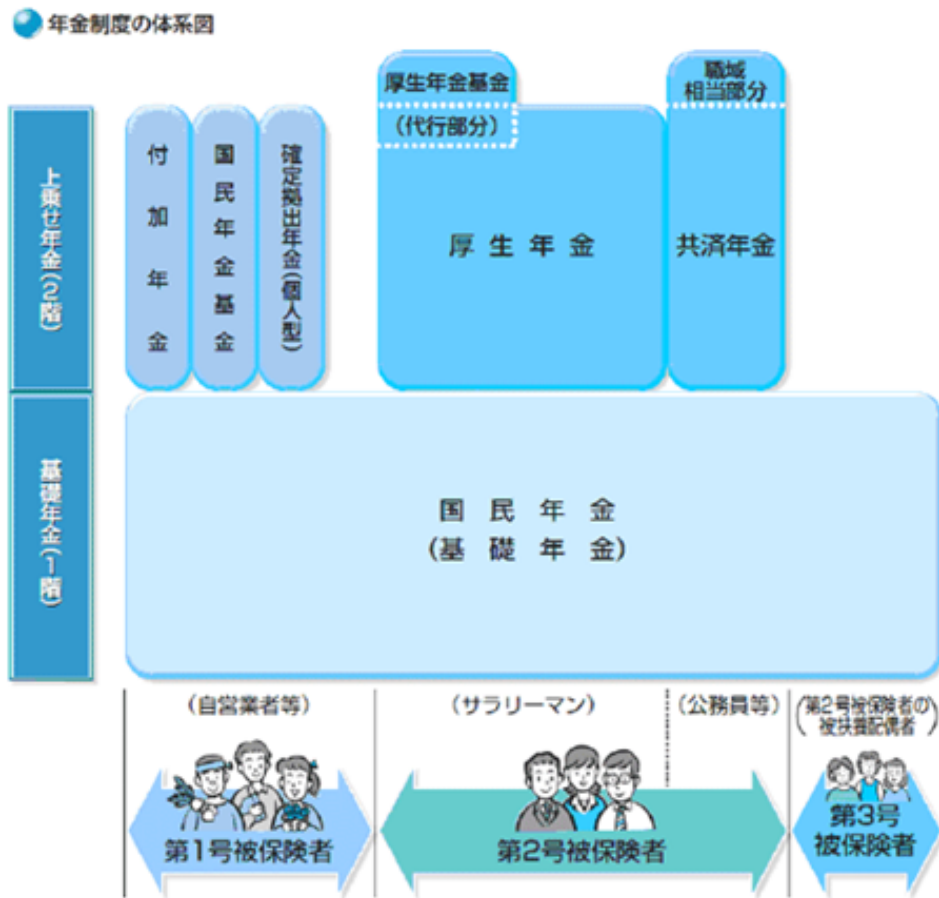 年金制度の体系図
厚生年金基金
(代行部分)
職域
相当部分
上乗せ年金(2階)
付加年金
国民年金基金
確定拠出年金(個人型)
厚生年金
共済年金
基礎年金(1階)
国民年金
(基礎年金)
(自営業者等)
(サラリーマン)
(公務員等)
(第2号被保険者の
被扶養配偶者)
第1号被保険者
第2号被保険者
第3号
被保険者